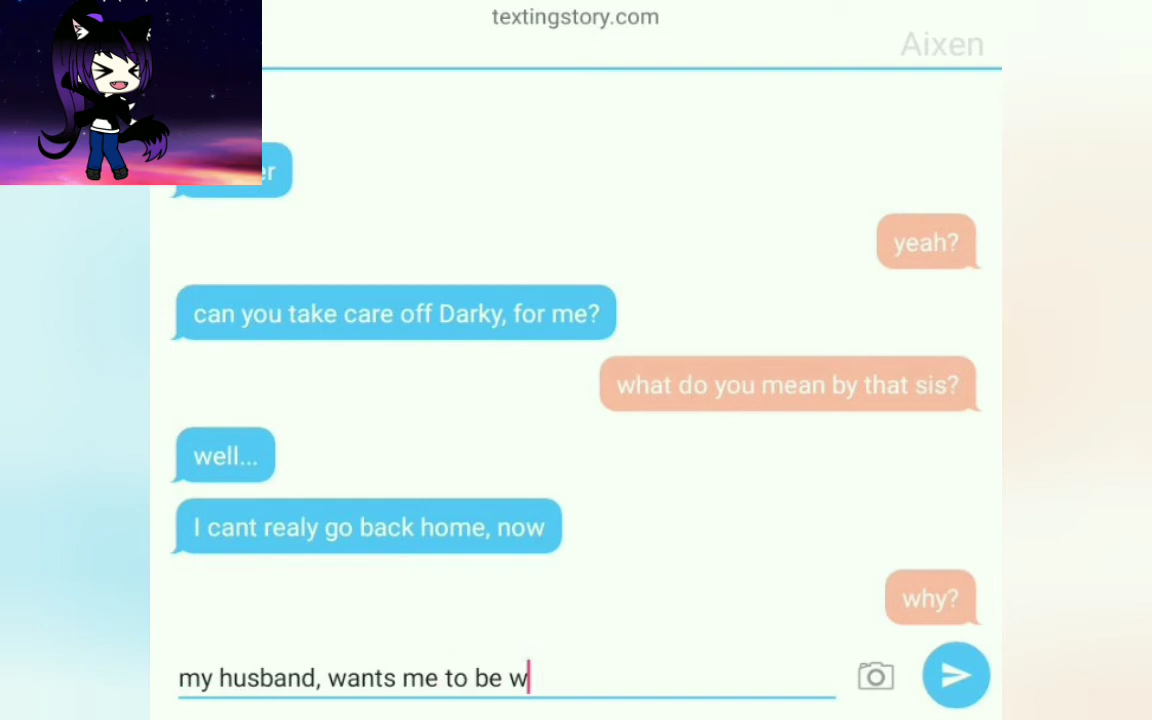 textingstory.com
Aixen
yeah?
can you take care off Darky, for me?
what do you mean by that sis?
well...
I cant realy go back home, now
why?
my husband, wants me to be w